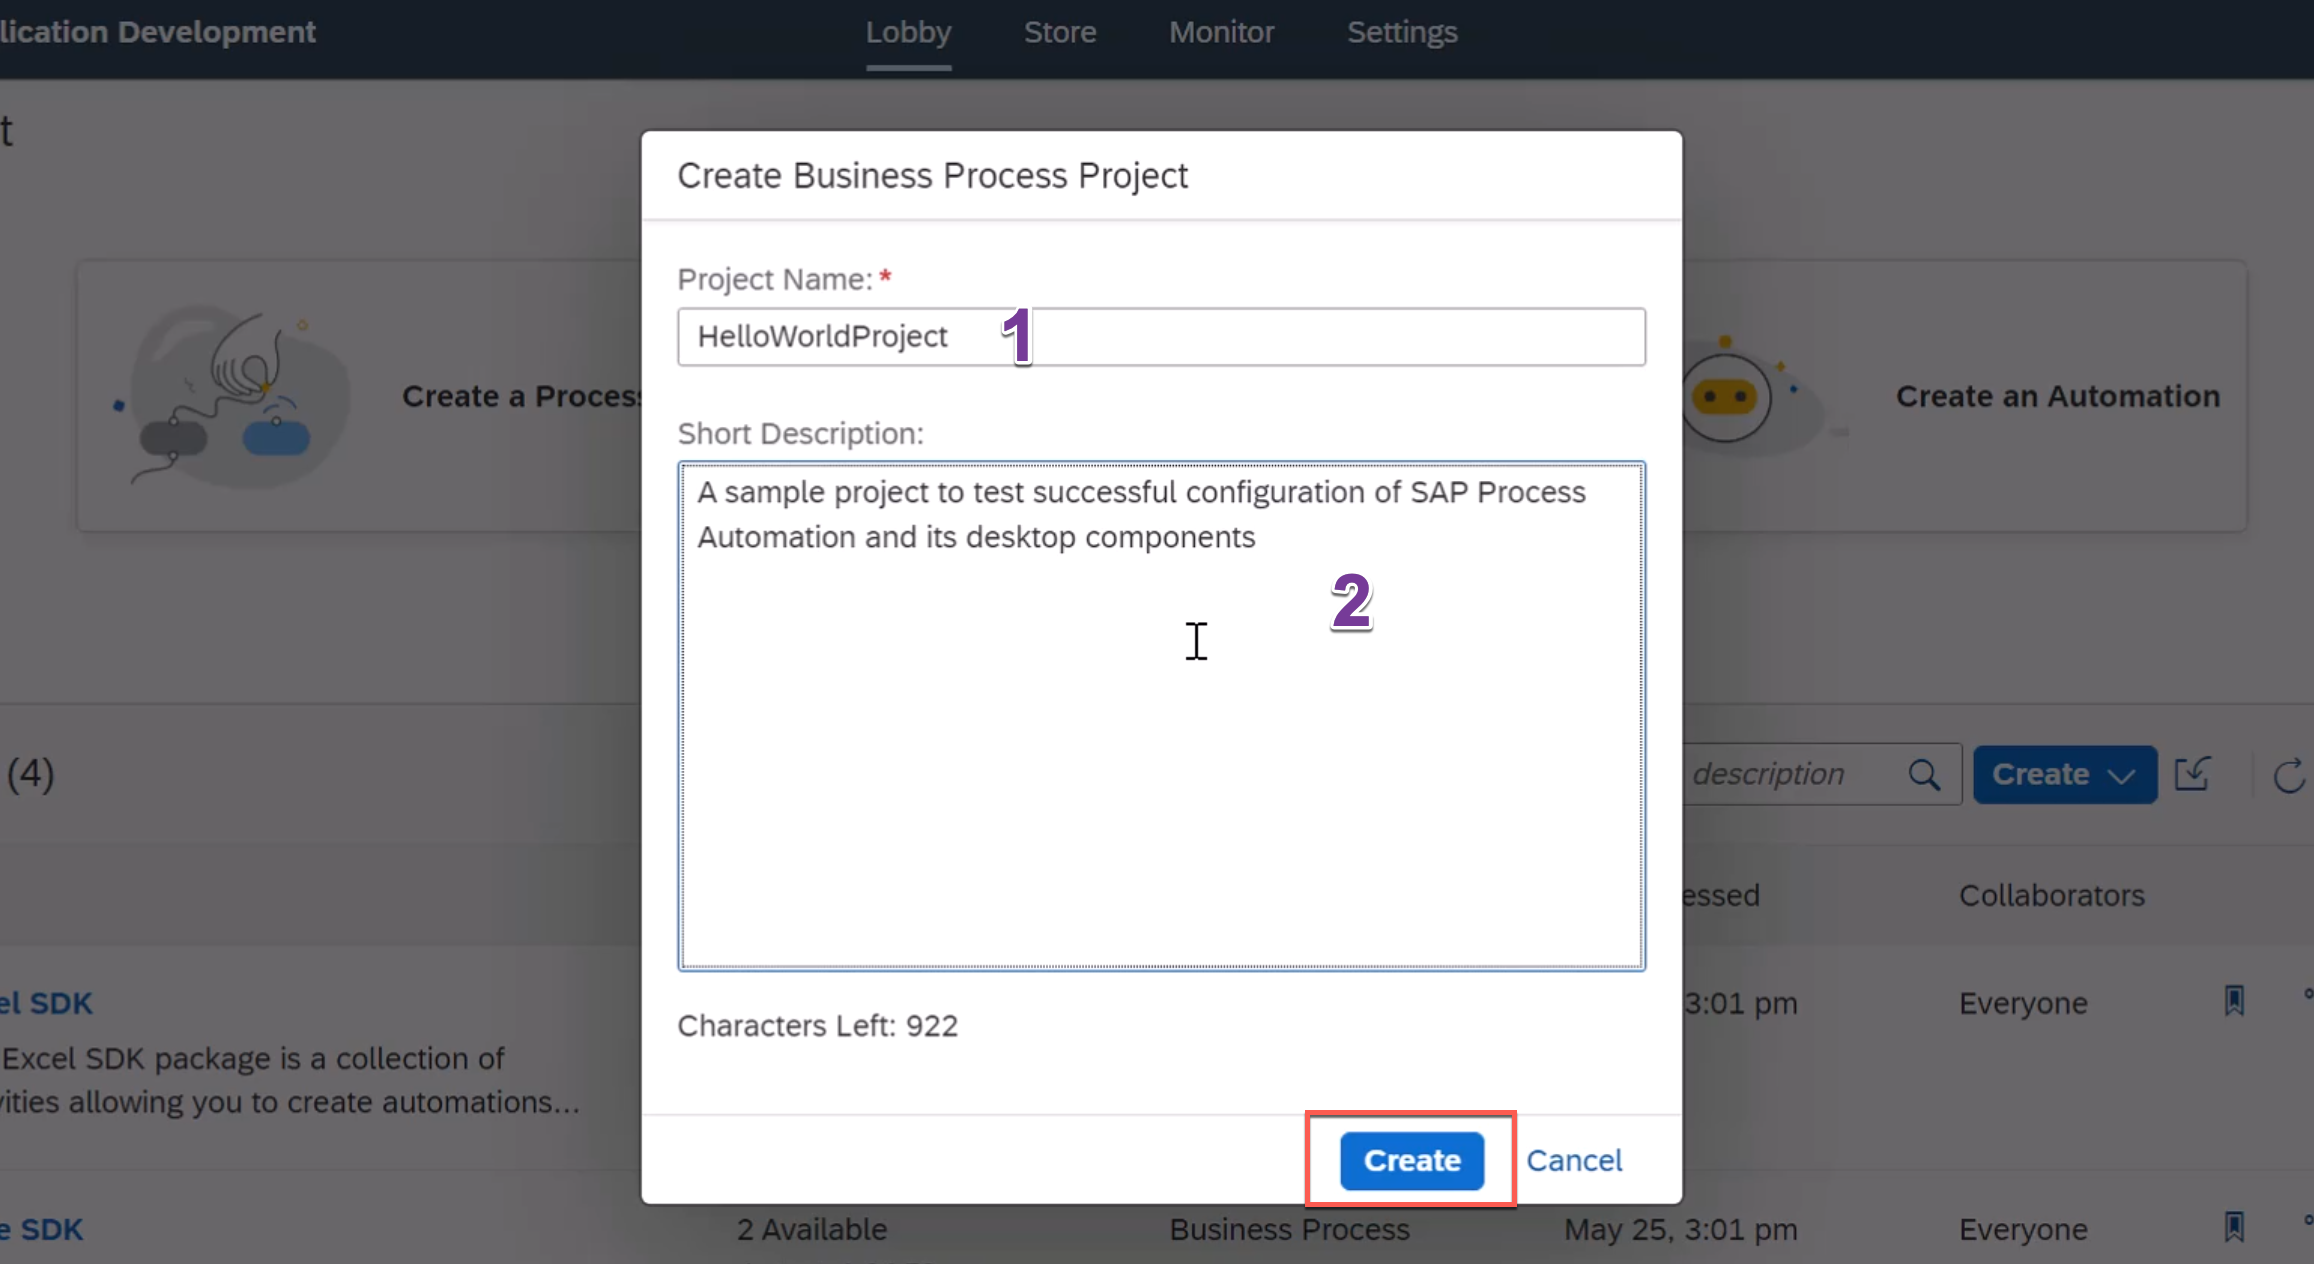 lication Development
Lobby
Store
Monitor
Settings
t
Create Business Process Project
Project Name: *
HelloWorldProject
1
Create a Process
Create an Automation
Short Description:
A sample project to test successful configuration of SAP Process
Automation and its desktop components
2
(4)
description
Create
essed
Collaborators
el SDK
3:01 pm
Everyone
Characters Left: 922
Excel SDK package is a collection of
vities allowing you to create automations...
Create
Cancel
e SDK
2 Available
Business Process
May 25, 3:01 pm
Everyone